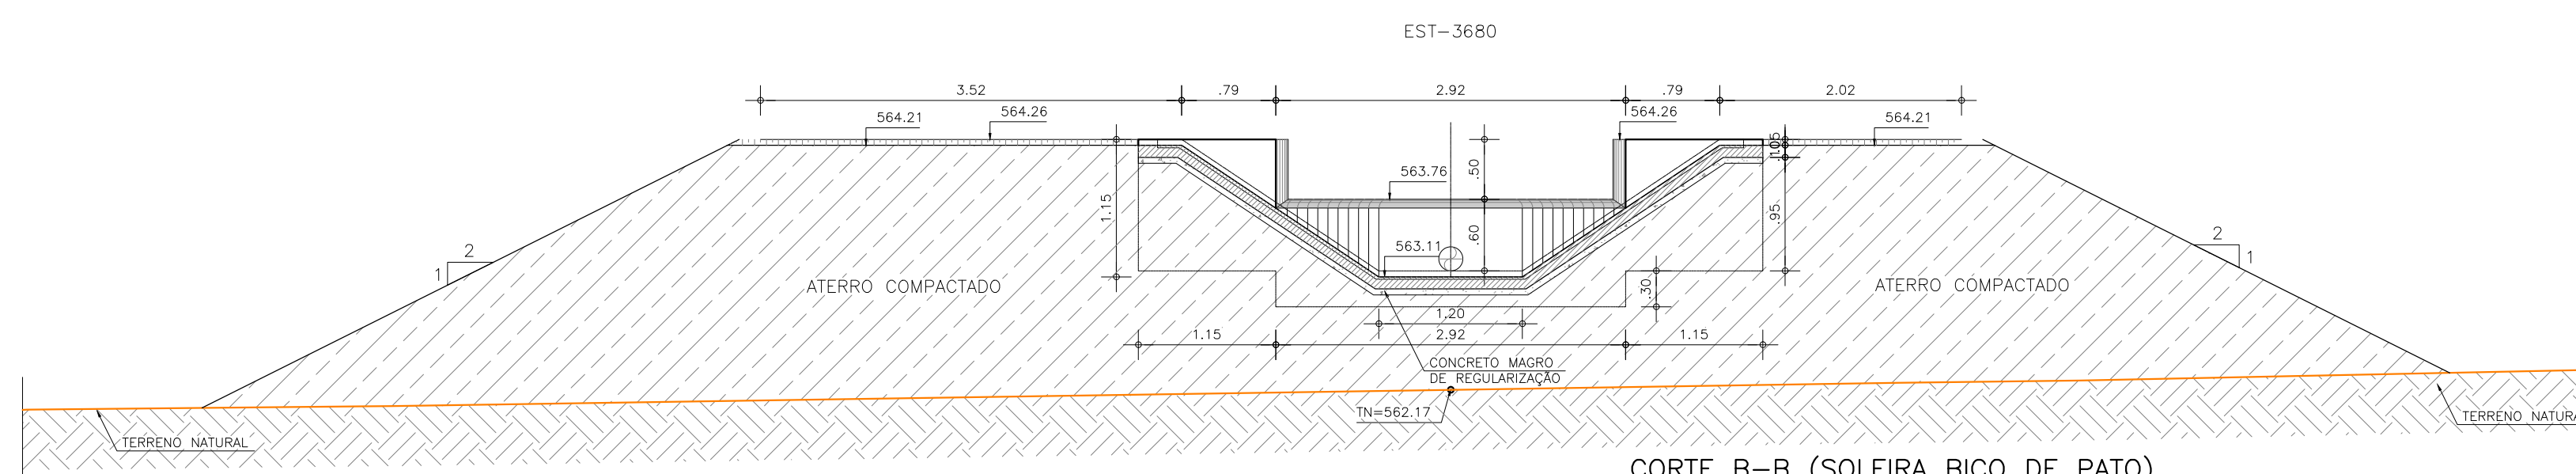 EST-3680
3.52
.79
2.92
.79
2.02
564.21
564.26
564.26
564.21
.50
563.76
1.15
.95
.60
563.11
2
1
2
1
ATERRO COMPACTADO
ATERRO COMPACTADO
.30
1.20
1.15
2.92
1.15
CONCRETO MAGRO
DE REGULARIZAÇÃO
TN=562.17
TERRENO NATURAL
TERRENO NATURA
CORTE B-B (SOLEIRA BICO DE PATO)